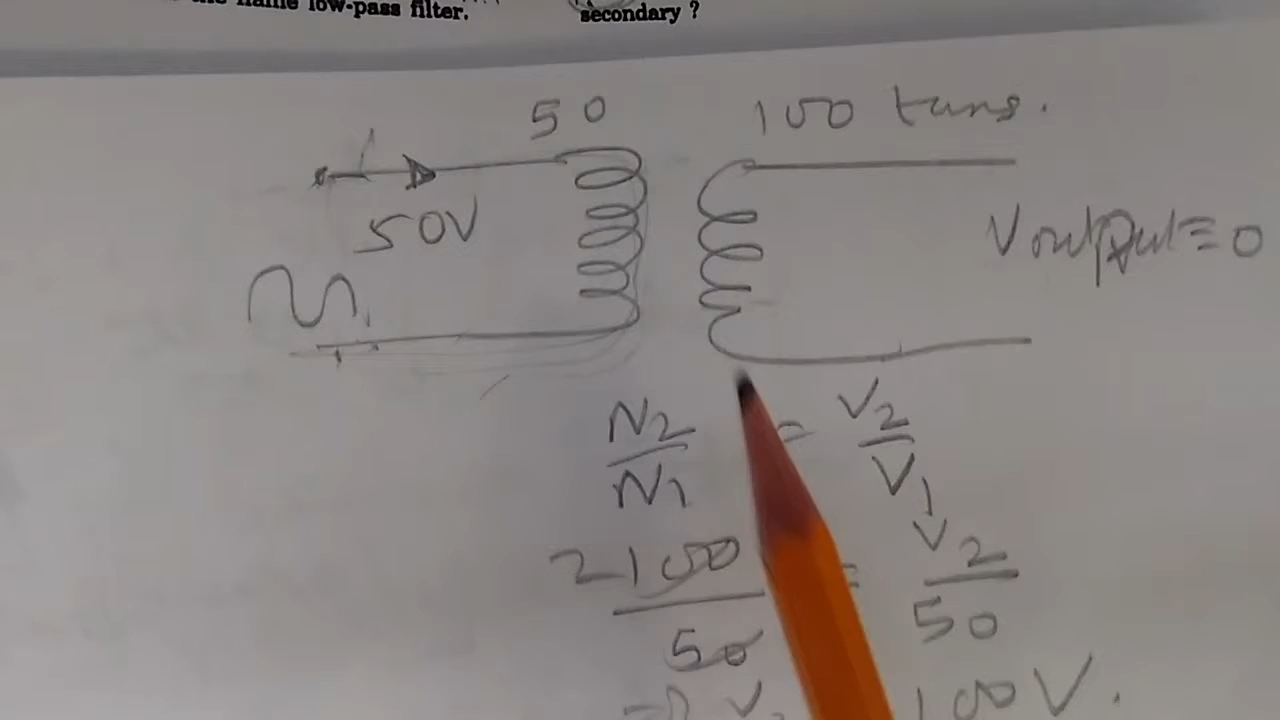 name low-pass filter.
secondary ?
50
100 turns.
50V
Voutput = 0
N2/N1 = V2/V1
2 100/50 = V2/50
100V.